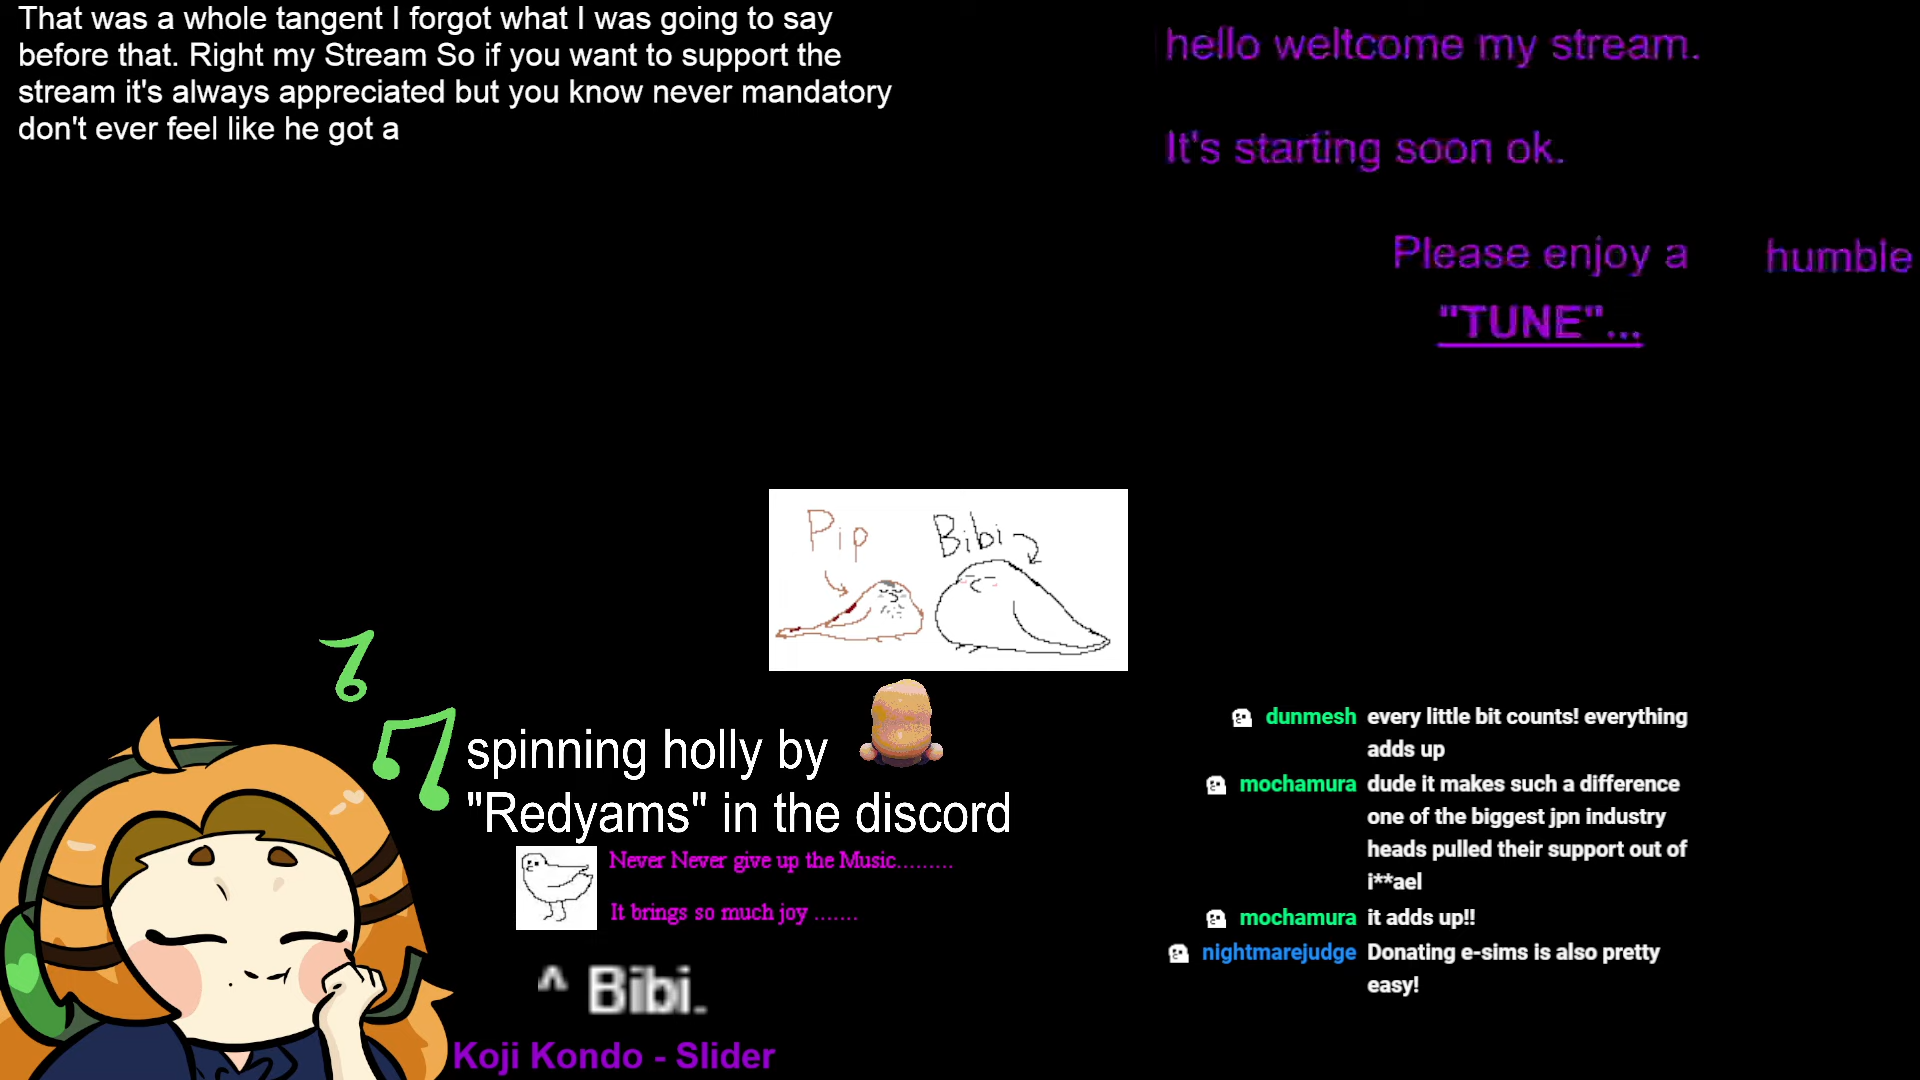 That was a whole tangent I forgot what I was going to say
before that. Right my Stream So if you want to support the
stream it's always appreciated but you know never mandatory
don't ever feel like he got a
hello weltcome my stream.
It's starting soon ok.
Please enjoy a humble
"TUNE"...
Pip
Bibi
spinning holly by
"Redyams" in the discord
Never Never give up the Music.........
It brings so much joy .......
^ Bibi.
Koji Kondo - Slider
dunmesh every little bit counts! everything
adds up
mochamura dude it makes such a difference
one of the biggest jpn industry
heads pulled their support out of
i**ael
mochamura it adds up!!
nightmarejudge Donating e-sims is also pretty
easy!